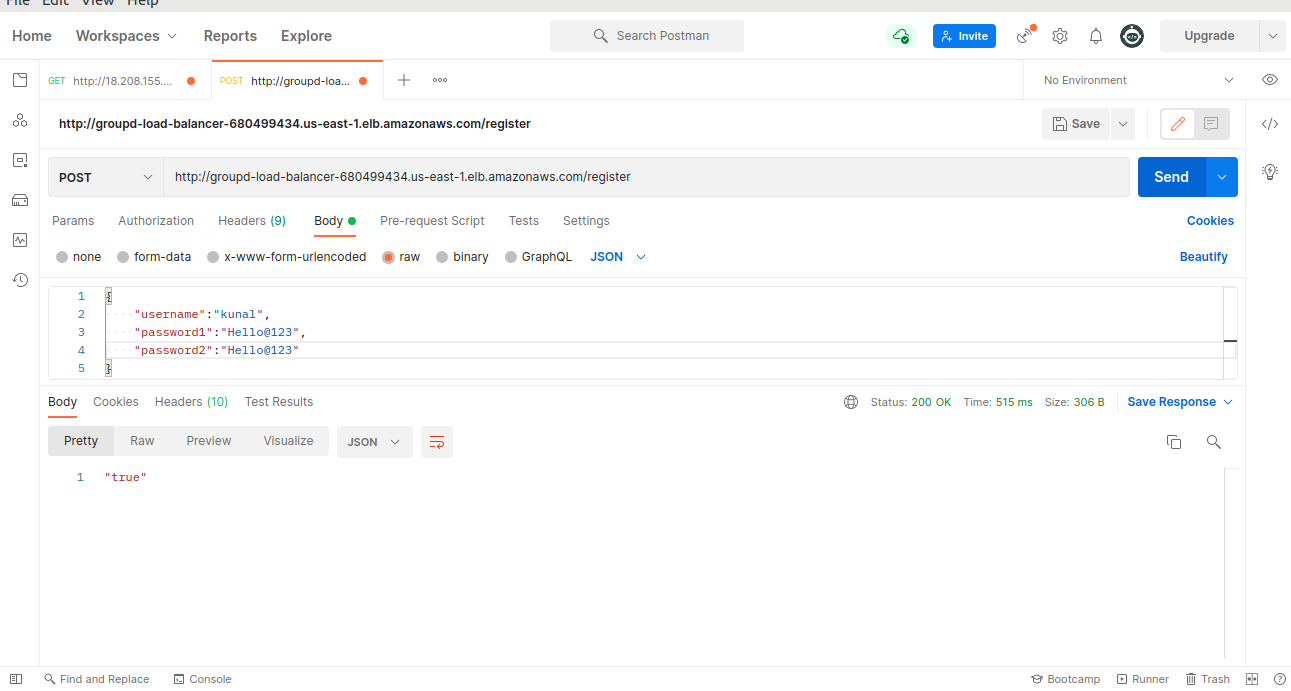 File Edit View Help
Home Workspaces Reports Explore Search Postman Invite Upgrade
GET http://18.208.155.... POST http://groupd-loa... No Environment
http://groupd-load-balancer-680499434.us-east-1.elb.amazonaws.com/register Save
POST http://groupd-load-balancer-680499434.us-east-1.elb.amazonaws.com/register Send
Params Authorization Headers (9) Body Pre-request Script Tests Settings Cookies
none form-data x-www-form-urlencoded raw binary GraphQL JSON Beautify
1 {
2 "username":"kunal",
3 "password1":"Hello@123",
4 "password2":"Hello@123"
5 }
Body Cookies Headers (10) Test Results Status: 200 OK Time: 515 ms Size: 306 B Save Response
Pretty Raw Preview Visualize JSON
1 "true"
Find and Replace Console Bootcamp Runner Trash